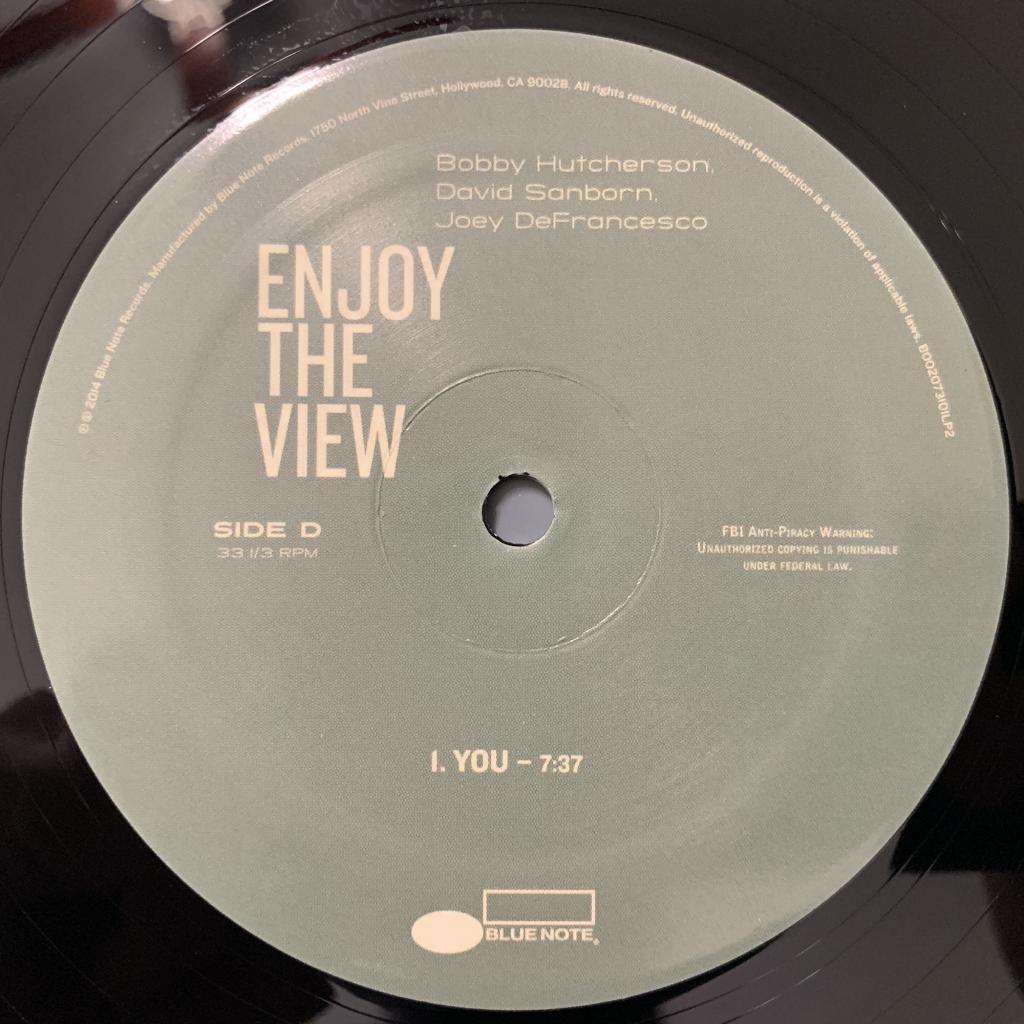 ℗ © 2014 Blue Note Records. Manufactured by Blue Note Records, 1750 North Vine Street, Hollywood, CA 90028. All rights reserved. Unauthorized reproduction is a violation of applicable laws. B002073101LP2
Bobby Hutcherson,
David Sanborn,
Joey DeFrancesco
ENJOY
THE
VIEW
SIDE D
33 1/3 RPM
FBI Anti-Piracy Warning:
Unauthorized copying is punishable
under federal law.
1. YOU – 7:37
BLUE NOTE®